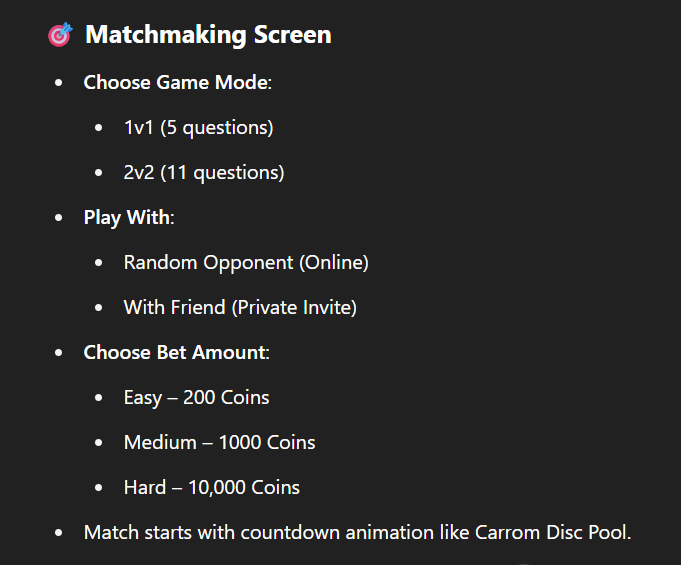 🎯 Matchmaking Screen
• Choose Game Mode:
• 1v1 (5 questions)
• 2v2 (11 questions)
• Play With:
• Random Opponent (Online)
• With Friend (Private Invite)
• Choose Bet Amount:
• Easy – 200 Coins
• Medium – 1000 Coins
• Hard – 10,000 Coins
• Match starts with countdown animation like Carrom Disc Pool.